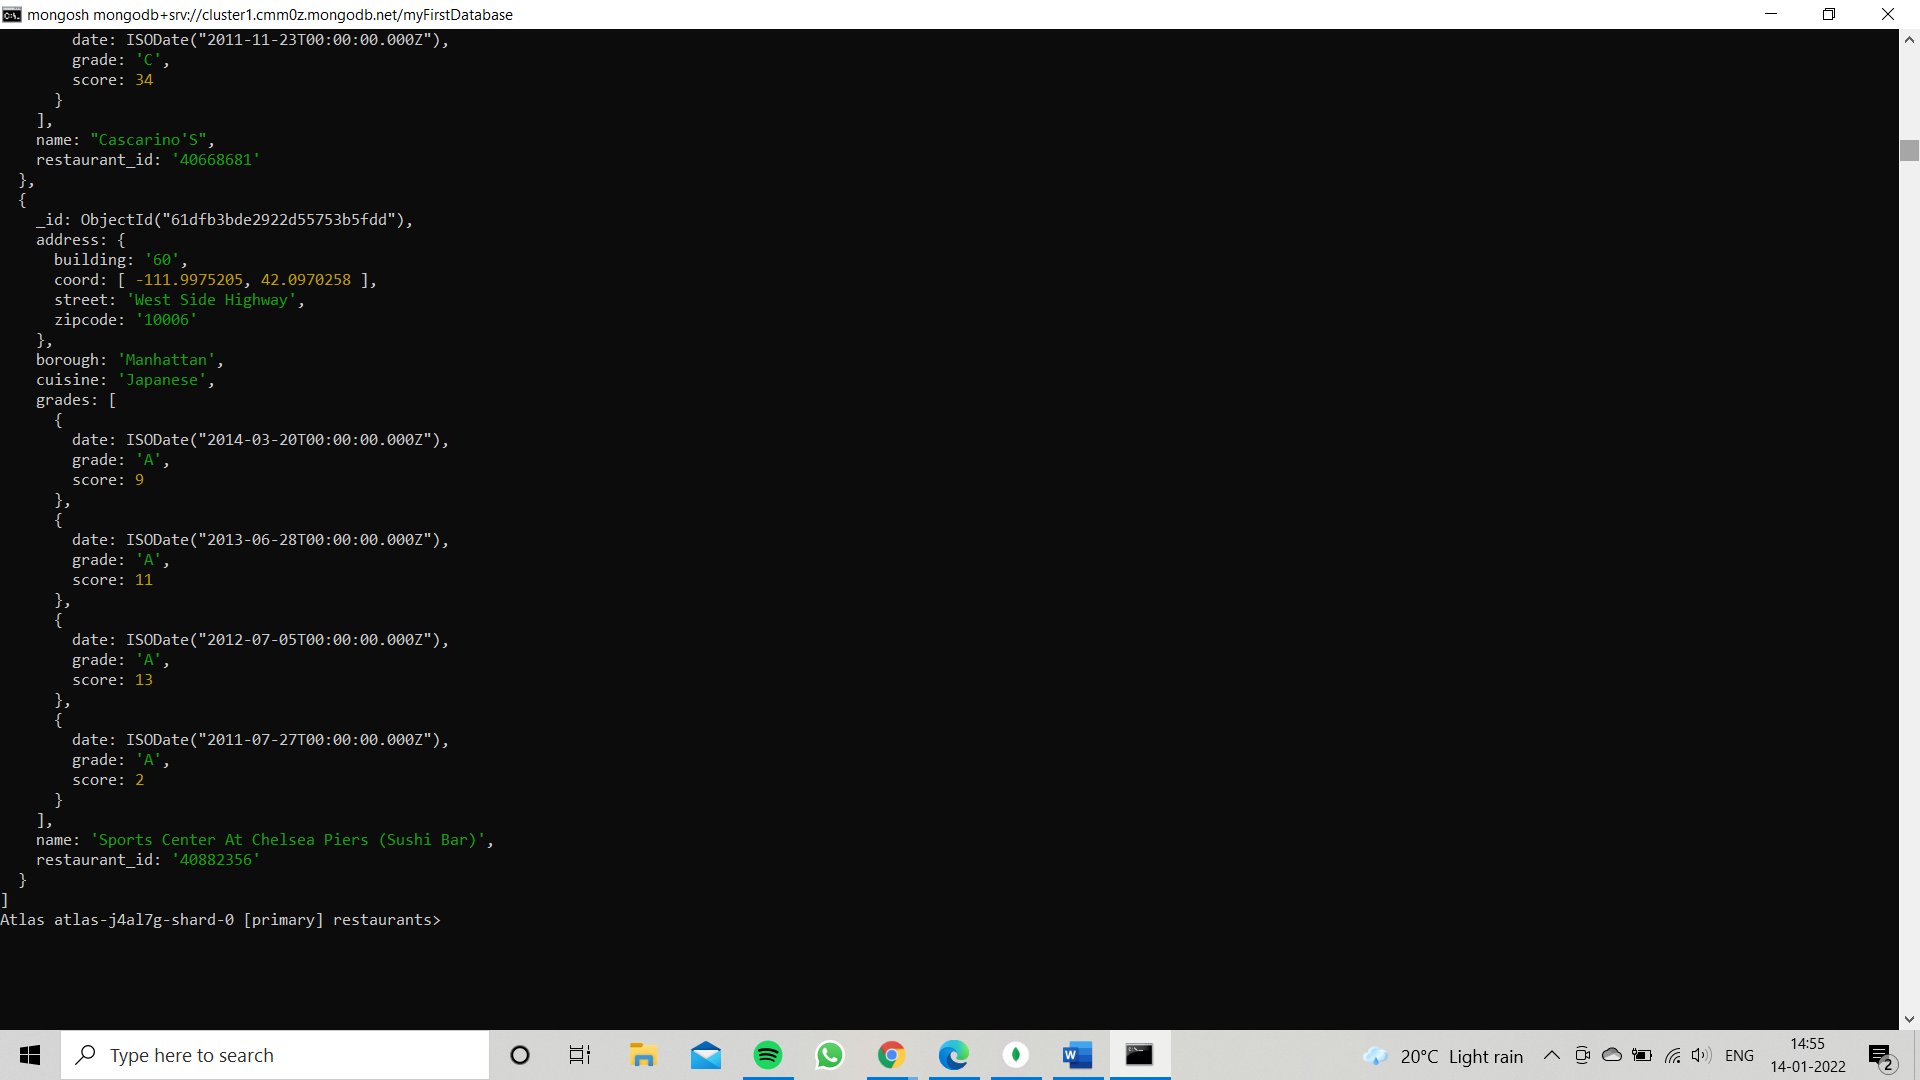 mongosh mongodb+srv://cluster1.cmm0z.mongodb.net/myFirstDatabase
        date: ISODate("2011-11-23T00:00:00.000Z"),
        grade: 'C',
        score: 34
      }
    ],
    name: "Cascarino'S",
    restaurant_id: '40668681'
  },
  {
    _id: ObjectId("61dfb3bde2922d55753b5fdd"),
    address: {
      building: '60',
      coord: [ -111.9975205, 42.0970258 ],
      street: 'West Side Highway',
      zipcode: '10006'
    },
    borough: 'Manhattan',
    cuisine: 'Japanese',
    grades: [
      {
        date: ISODate("2014-03-20T00:00:00.000Z"),
        grade: 'A',
        score: 9
      },
      {
        date: ISODate("2013-06-28T00:00:00.000Z"),
        grade: 'A',
        score: 11
      },
      {
        date: ISODate("2012-07-05T00:00:00.000Z"),
        grade: 'A',
        score: 13
      },
      {
        date: ISODate("2011-07-27T00:00:00.000Z"),
        grade: 'A',
        score: 2
      }
    ],
    name: 'Sports Center At Chelsea Piers (Sushi Bar)',
    restaurant_id: '40882356'
  }
]
Atlas atlas-j4al7g-shard-0 [primary] restaurants>
Type here to search
20°C Light rain
ENG
14:55
14-01-2022
2